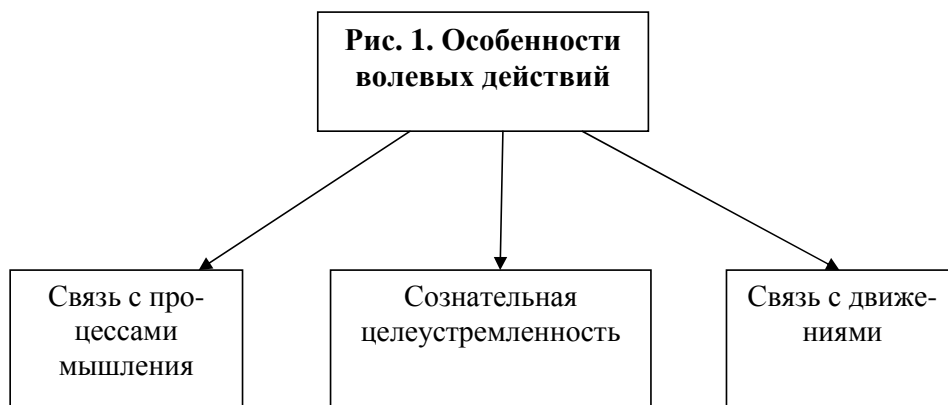 Рис. 1. Особенности
волевых действий
Связь с про-
цессами
мышления
Сознательная
целеустремленность
Связь с движе-
ниями